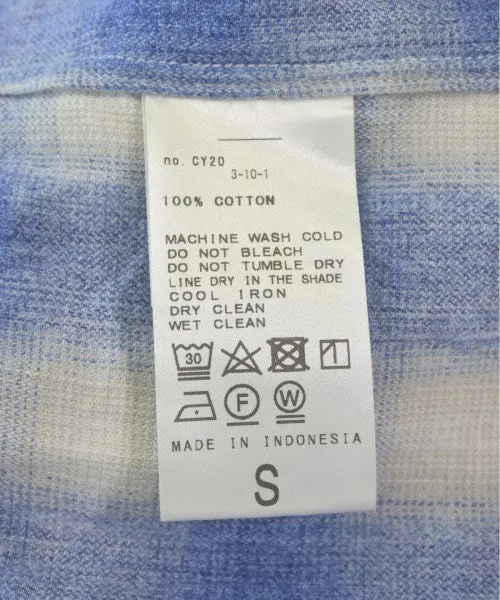 no. CY20
3-10-1
100% COTTON
MACHINE WASH COLD
DO NOT BLEACH
DO NOT TUMBLE DRY
LINE DRY IN THE SHADE
COOL IRON
DRY CLEAN
WET CLEAN
30
F W
MADE IN INDONESIA
S